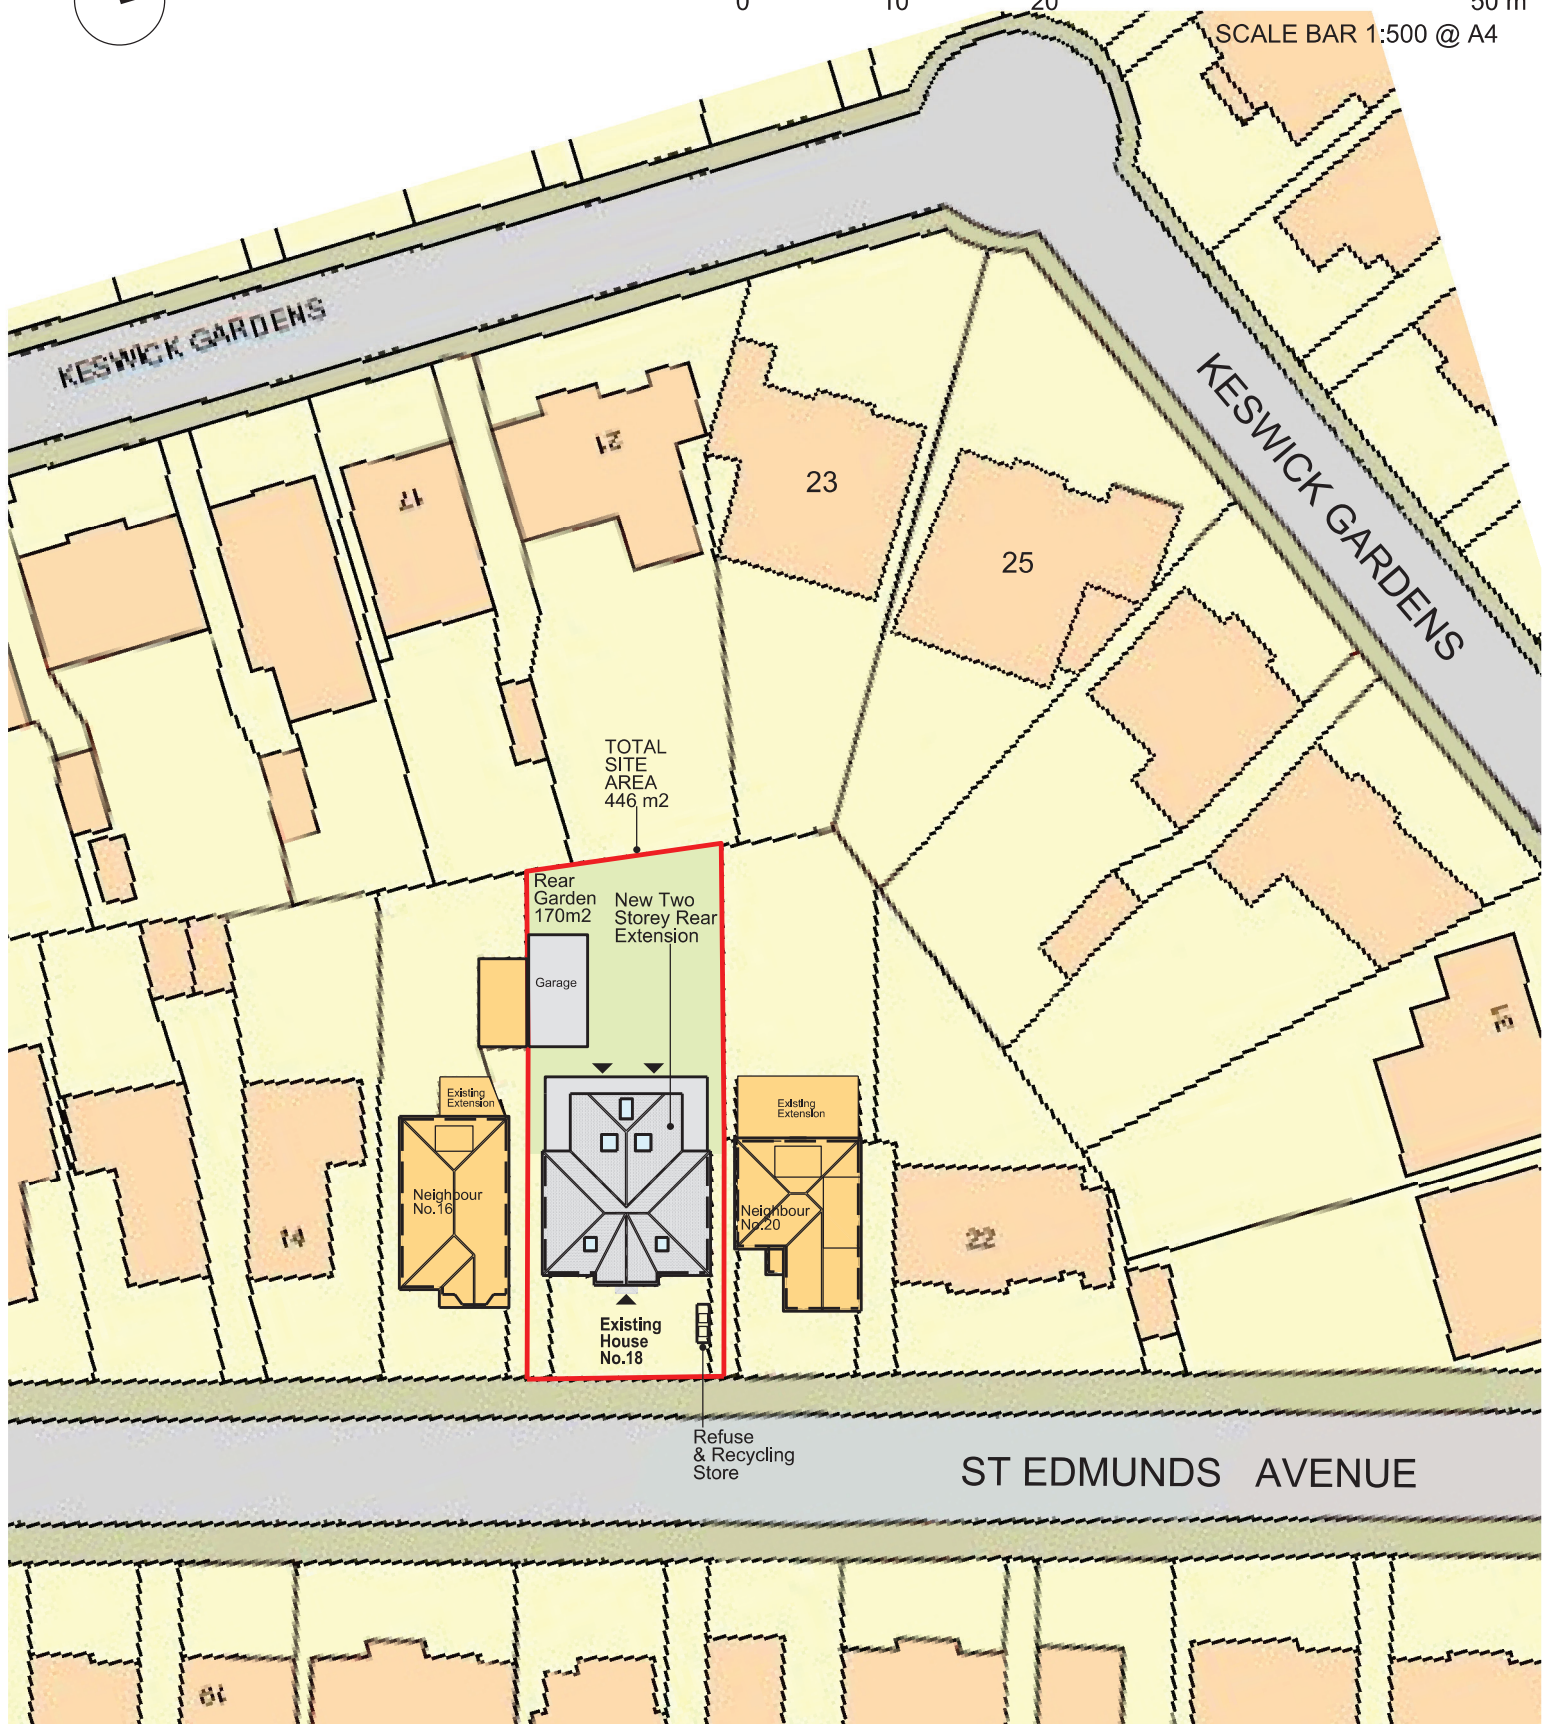 0 10 20 50 m
SCALE BAR 1:500 @ A4
KESWICK GARDENS
KESWICK GARDENS
21
17
23
25
TOTAL
SITE
AREA
446 m2
Rear
Garden
170m2
New Two
Storey Rear
Extension
Garage
Existing
Extension
Existing
Extension
Neighbour
No.16
Neighbour
No.20
14
22
Existing
House
No.18
Refuse
& Recycling
Store
ST EDMUNDS AVENUE